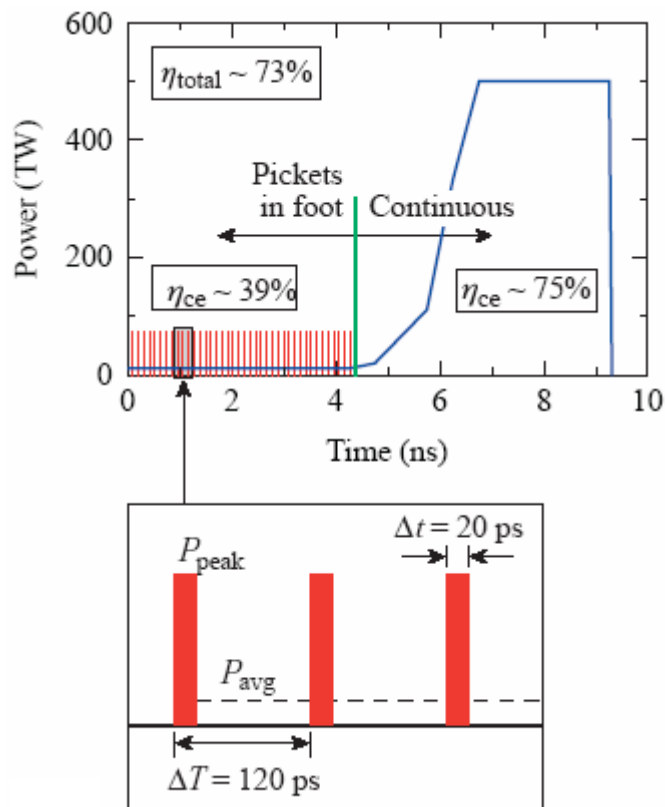 600
400
200
0
Power (TW)
η_total ~ 73%
Pickets
in foot
Continuous
η_ce ~ 39%
η_ce ~ 75%
0 2 4 6 8 10
Time (ns)
Δt = 20 ps
P_peak
P_avg
ΔT = 120 ps